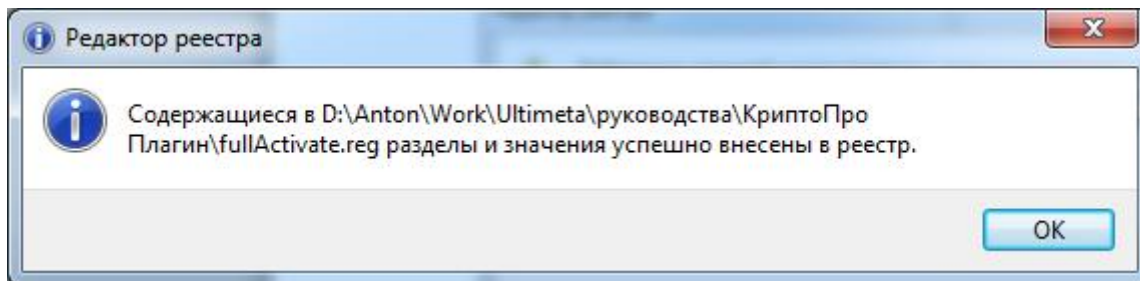 Редактор реестра
Содержащиеся в D:\Anton\Work\Ultimeta\руководства\КриптоПро
Плагин\fullActivate.reg разделы и значения успешно внесены в реестр.
OK